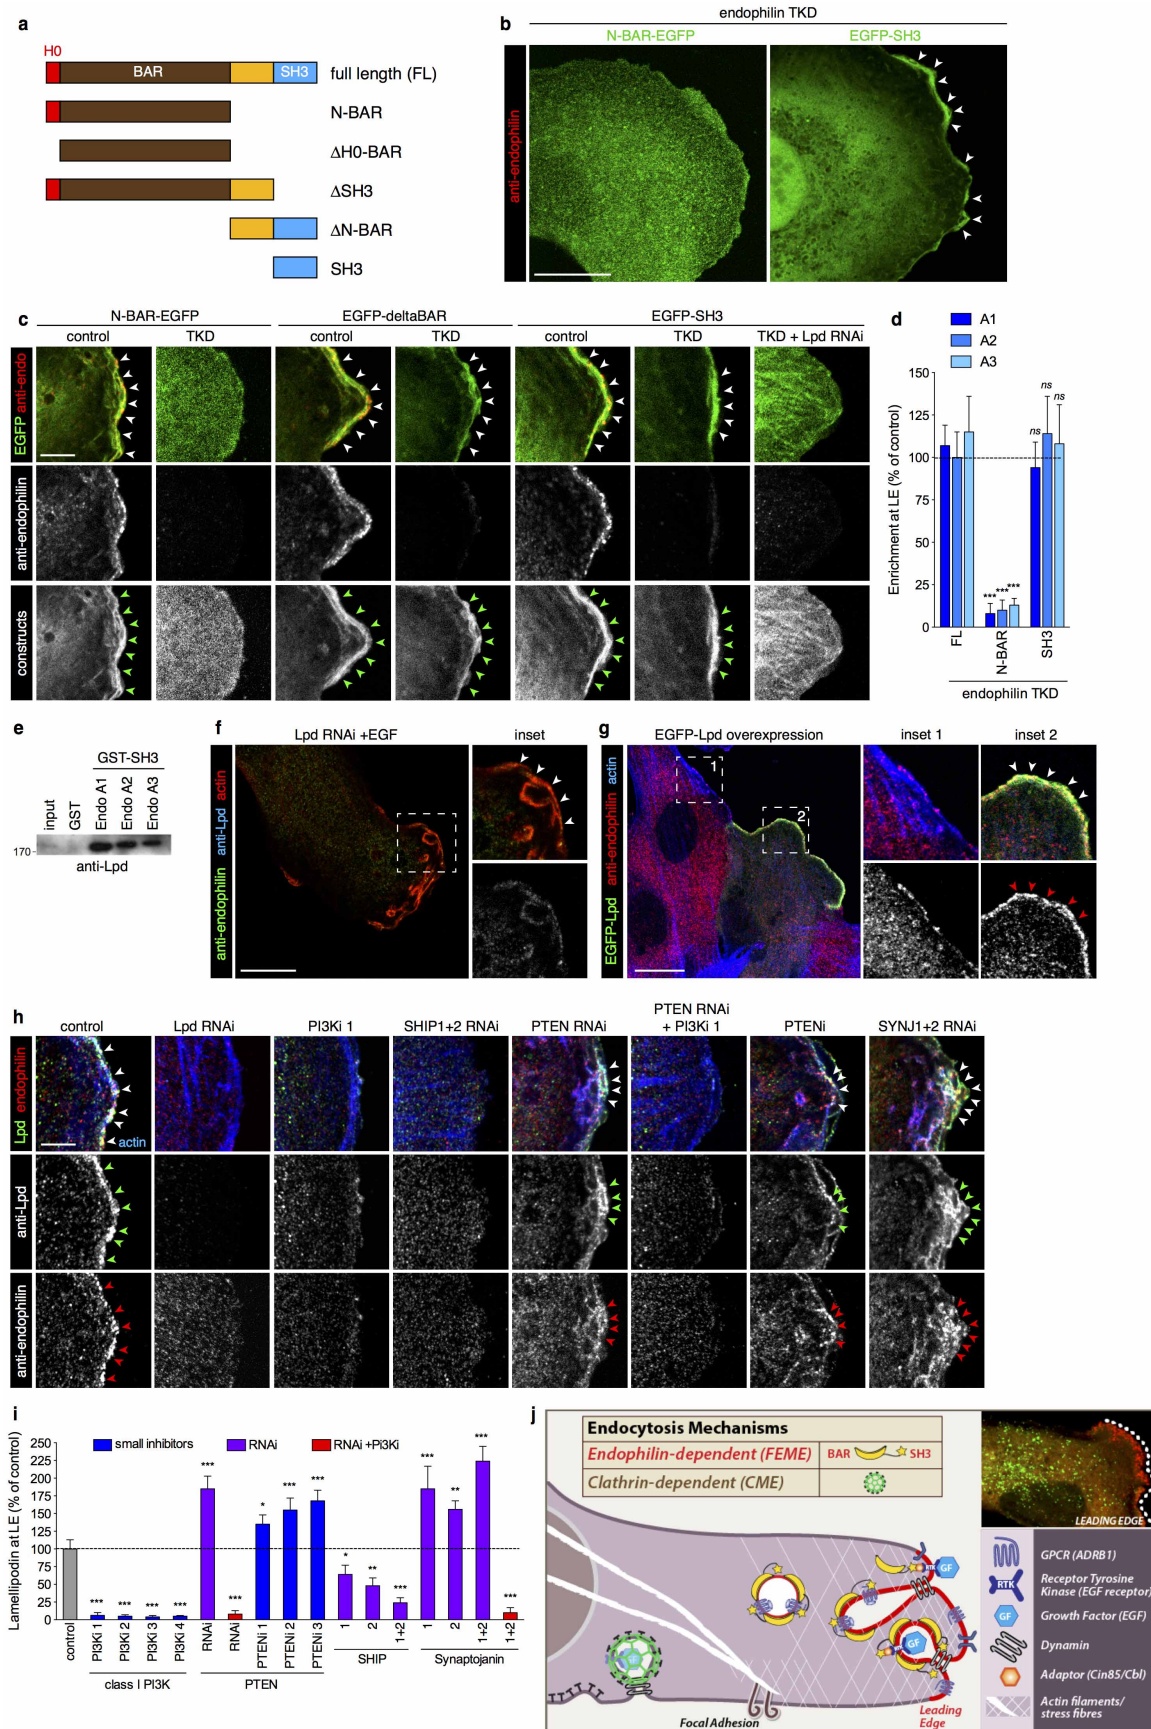 a
H0
BAR
SH3
full length (FL)
N-BAR
ΔH0-BAR
ΔSH3
ΔN-BAR
SH3
b
endophilin TKD
N-BAR-EGFP
EGFP-SH3
anti-endophilin
c
N-BAR-EGFP
EGFP-deltaBAR
EGFP-SH3
control
TKD
control
TKD
control
TKD
TKD + Lpd RNAi
EGFP anti-endo
anti-endophilin
constructs
d
A1
A2
A3
Enrichment at LE (% of control)
150
125
100
75
50
25
0
***
***
***
ns
ns
ns
FL
N-BAR
SH3
endophilin TKD
e
GST-SH3
input
GST
Endo A1
Endo A2
Endo A3
170
anti-Lpd
f
Lpd RNAi +EGF
inset
anti-endophilin anti-Lpd actin
g
EGFP-Lpd overexpression
inset 1
inset 2
EGFP-Lpd anti-endophilin actin
1
2
h
control
Lpd RNAi
PI3Ki 1
SHIP1+2 RNAi
PTEN RNAi
PTEN RNAi
+ PI3Ki 1
PTENi
SYNJ1+2 RNAi
Lpd endophilin
actin
anti-Lpd
anti-endophilin
i
small inhibitors
RNAi
RNAi +Pi3Ki
Lamellipodin at LE (% of control)
250
225
200
175
150
125
100
75
50
25
0
***
***
***
***
***
***
*
***
***
*
**
***
***
**
***
***
control
PI3Ki 1
PI3Ki 2
PI3Ki 3
PI3Ki 4
RNAi
RNAi
PTENi 1
PTENi 2
PTENi 3
1
2
1+2
1
2
1+2
1+2
class I PI3K
PTEN
SHIP
Synaptojanin
j
Endocytosis Mechanisms
Endophilin-dependent (FEME)
BAR
SH3
Clathrin-dependent (CME)
LEADING EDGE
RTK
GF
GF
GF
Focal Adhesion
Leading
Edge
GPCR (ADRB1)
RTK
Receptor Tyrosine
Kinase (EGF receptor)
GF
Growth Factor (EGF)
Dynamin
Adaptor (Cin85/Cbl)
Actin filaments/
stress fibres